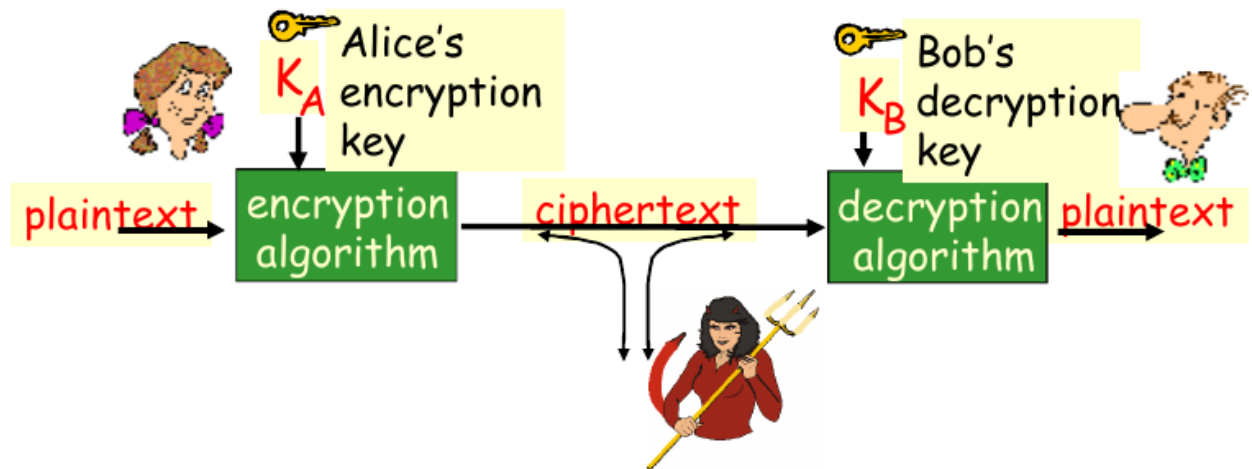 K_A
Alice's
encryption
key
K_B
Bob's
decryption
key
plaintext
encryption
algorithm
ciphertext
decryption
algorithm
plaintext